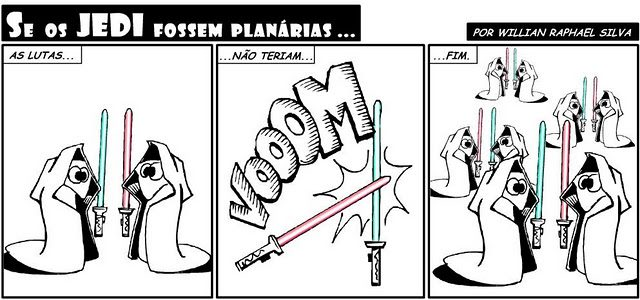 SE OS JEDI FOSSEM PLANÁRIAS ...
POR WILLIAN RAPHAEL SILVA
AS LUTAS...
...NÃO TERIAM...
VOOOM
...FIM.